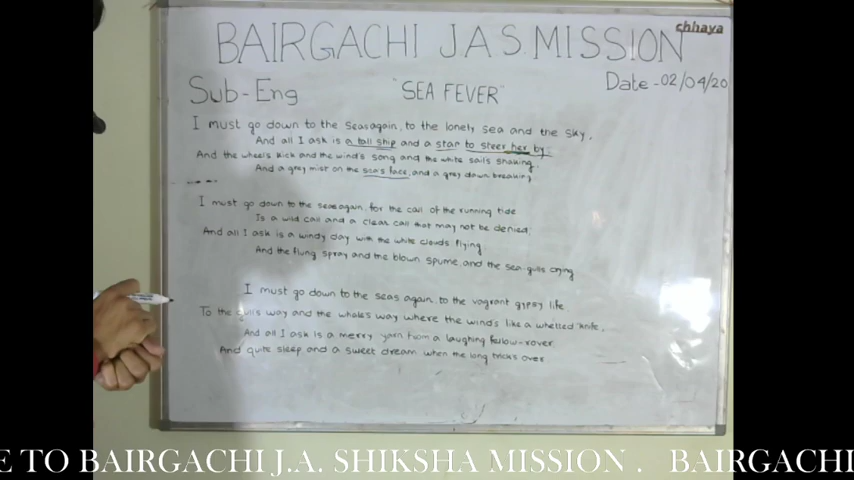 chhaya
BAIRGACHI J.A S. MISSION
Sub-Eng "SEA FEVER" Date -02/04/20
I must go down to the seas again, to the lonely sea and the sky,
And all I ask is a tall ship and a star to steer her by
And the wheel's kick and the wind's song and the white sails shaking,
And a grey mist on the sea's face, and a grey dawn breaking
I must go down to the seas again, for the call of the running tide
Is a wild call and a clear call that may not be denied,
And all I ask is a windy day with the white clouds flying,
And the flung spray and the blown spume, and the sea-gulls crying
I must go down to the seas again, to the vagrant gypsy life.
To the gull's way and the whale's way where the wind's like a whetted knife,
And all I ask is a merry yarn from a laughing fellow-rover,
And quite sleep and a sweet dream when the long tricks over
E TO BAIRGACHI J.A. SHIKSHA MISSION . BAIRGACHI